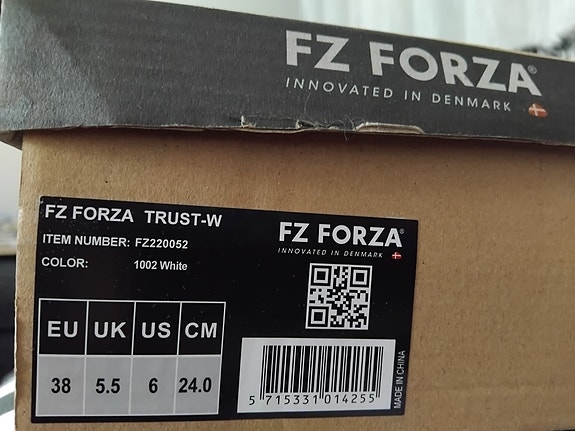 FZ FORZA®
INNOVATED IN DENMARK
FZ FORZA TRUST-W
ITEM NUMBER: FZ220052
COLOR: 1002 White
FZ FORZA®
INNOVATED IN DENMARK
EU UK US CM
38 5.5 6 24.0
5 715331 014255
MADE IN CHINA